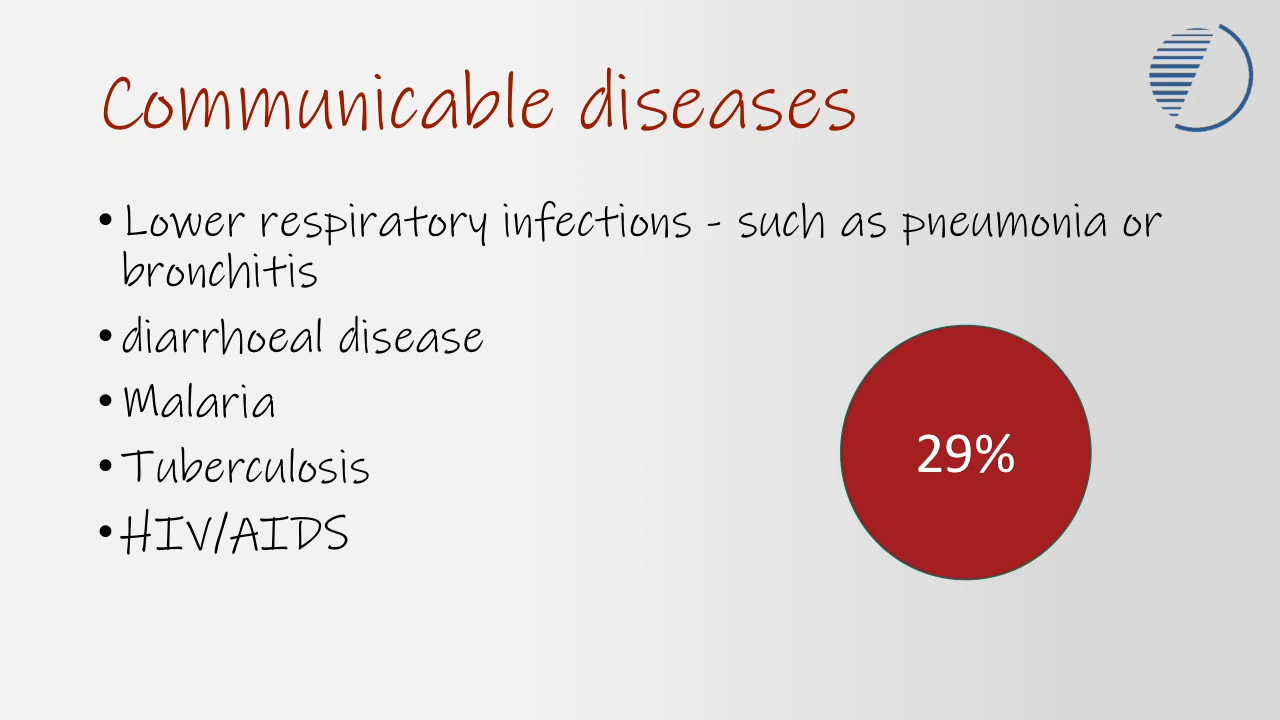 Communicable diseases
• Lower respiratory infections - such as pneumonia or
bronchitis
• diarrhoeal disease
• Malaria
• Tuberculosis
• HIV/AIDS
29%